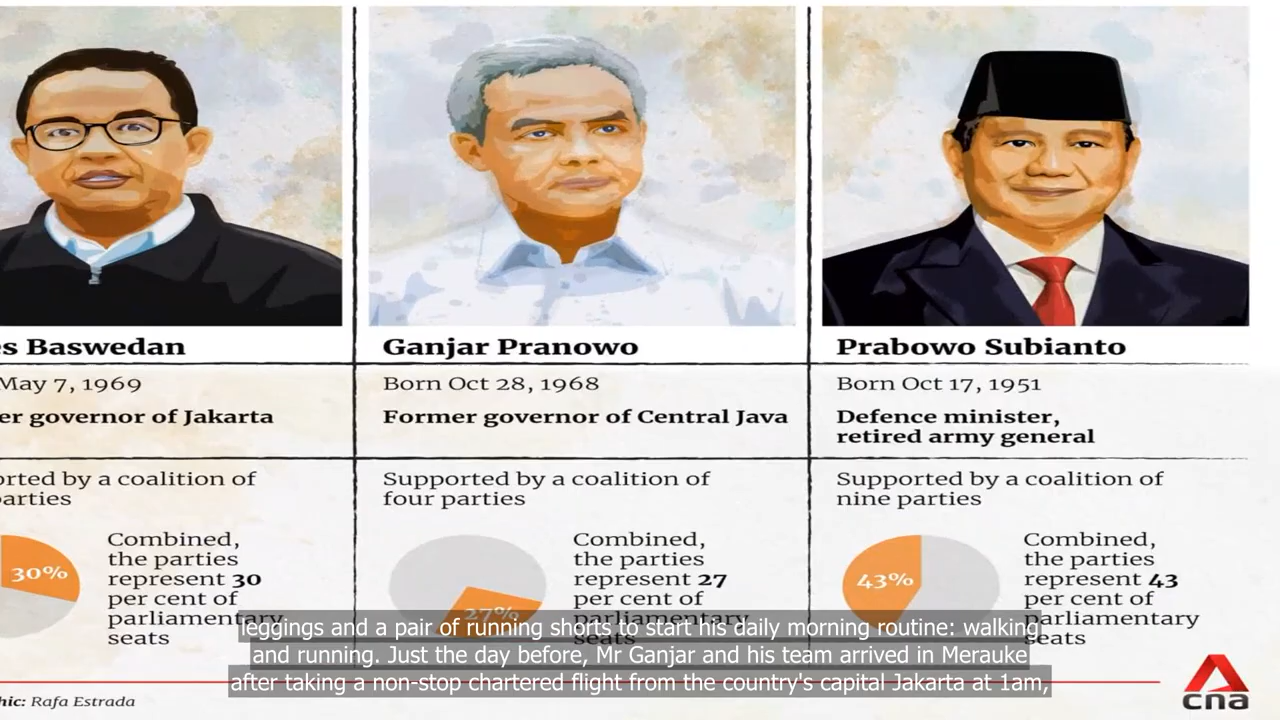 es Baswedan
May 7, 1969
er governor of Jakarta
orted by a coalition of
parties
30%
Combined,
the parties
represent 30
per cent of
parliamentary
seats
Ganjar Pranowo
Born Oct 28, 1968
Former governor of Central Java
Supported by a coalition of
four parties
27%
Combined,
the parties
represent 27
per cent of
parliamentary
seats
Prabowo Subianto
Born Oct 17, 1951
Defence minister,
retired army general
Supported by a coalition of
nine parties
43%
Combined,
the parties
represent 43
per cent of
parliamentary
seats
leggings and a pair of running shorts to start his daily morning routine: walking
and running. Just the day before, Mr Ganjar and his team arrived in Merauke
after taking a non-stop chartered flight from the country's capital Jakarta at 1am,
hic: Rafa Estrada
cna